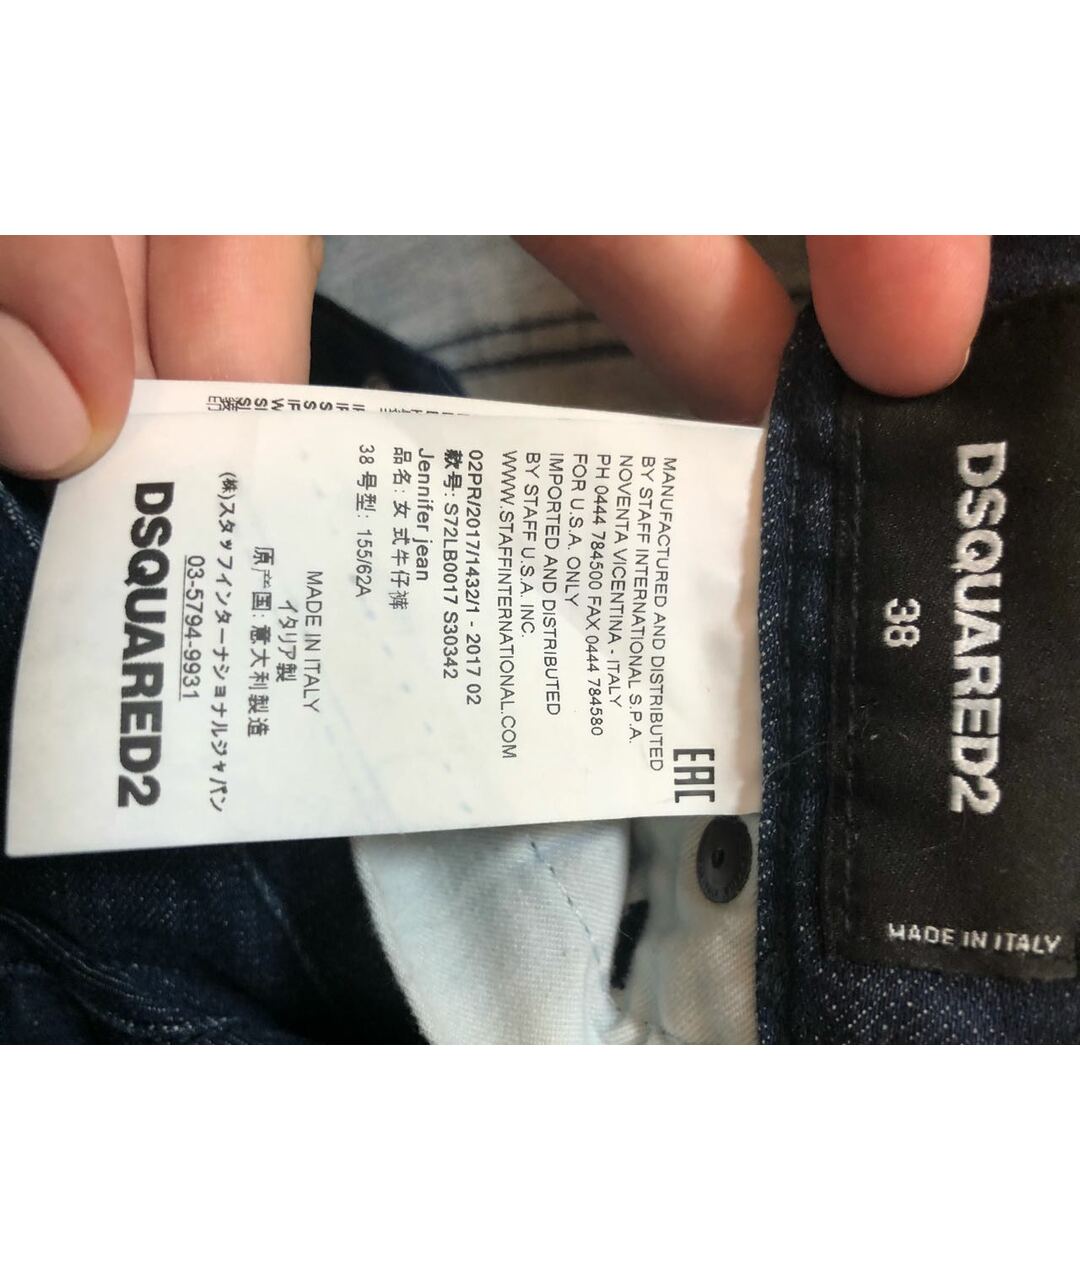 EAC
MANUFACTURED AND DISTRIBUTED
BY STAFF INTERNATIONAL S.P.A.
NOVENTA VICENTINA - ITALY
PH 0444 784500 FAX 0444 784580
FOR U.S.A. ONLY
IMPORTED AND DISTRIBUTED
BY STAFF U.S.A. INC.
WWW.STAFFINTERNATIONAL.COM
02PR/2017/1432/1 - 2017 02
款号: S72LB0017 S30342
Jennifer jean
品名: 女 式牛仔裤
38 号型: 155/62A
MADE IN ITALY
イタリア製
原产国: 意大利製造
(株)スタッフインターナショナルジャパン
03-5794-9931
DSQUARED2
DSQUARED2
38
MADE IN ITALY